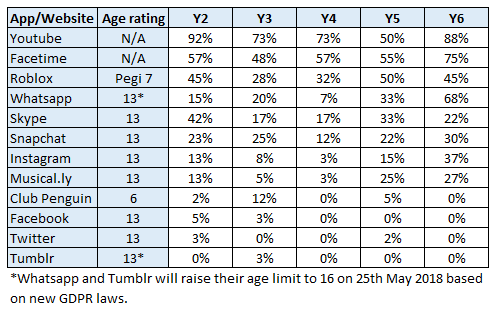 App/Website Age rating Y2 Y3 Y4 Y5 Y6
Youtube N/A 92% 73% 73% 50% 88%
Facetime N/A 57% 48% 57% 55% 75%
Roblox Pegi 7 45% 28% 32% 50% 45%
Whatsapp 13* 15% 20% 7% 33% 68%
Skype 13 42% 17% 17% 33% 22%
Snapchat 13 23% 25% 12% 22% 30%
Instagram 13 13% 8% 3% 15% 37%
Musical.ly 13 13% 5% 3% 25% 27%
Club Penguin 6 2% 12% 0% 5% 0%
Facebook 13 5% 3% 0% 0% 0%
Twitter 13 3% 0% 0% 2% 0%
Tumblr 13* 0% 3% 0% 0% 0%
*Whatsapp and Tumblr will raise their age limit to 16 on 25th May 2018 based
on new GDPR laws.